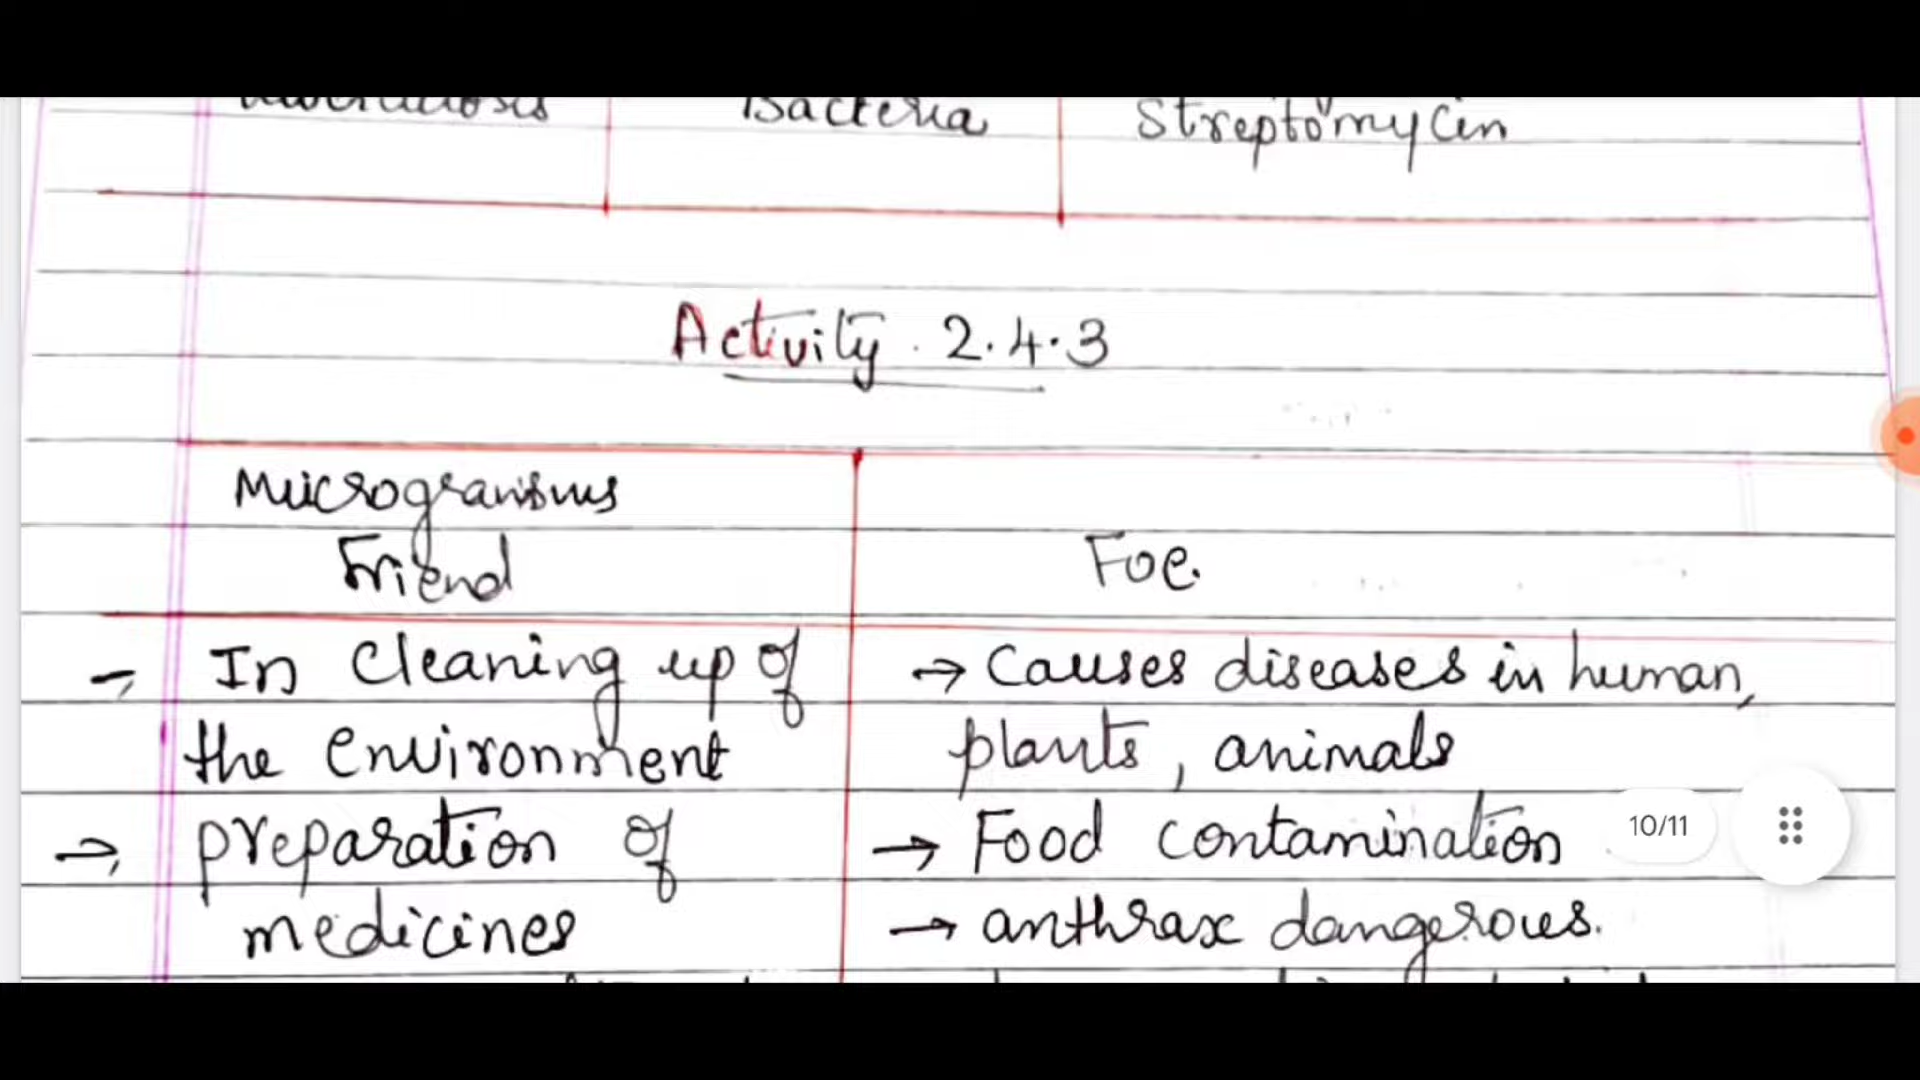 Bacteria Streptomycin
Activity . 2.4.3
Microgranisms
Friend Foe.
In Cleaning up of → Causes diseases in human,
the environment plants, animals
→ preparation of → Food contamination
medicines → anthrax dangerous.
10/11